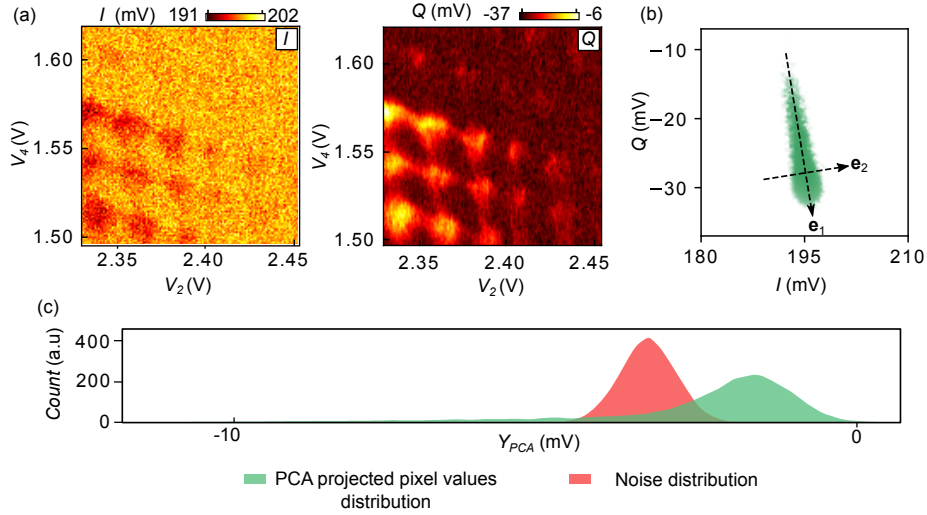 (a)
I (mV) 191 202
I
1.60
1.55
1.50
V4(V)
2.35 2.40 2.45
V2(V)
Q (mV) -37 -6
Q
1.60
1.55
1.50
V4(V)
2.35 2.40 2.45
V2(V)
(b)
−10
−20
−30
Q (mV)
e2
e1
180 195 210
I (mV)
(c)
400
200
0
Count (a.u)
-10 0
YPCA (mV)
PCA projected pixel values
distribution
Noise distribution